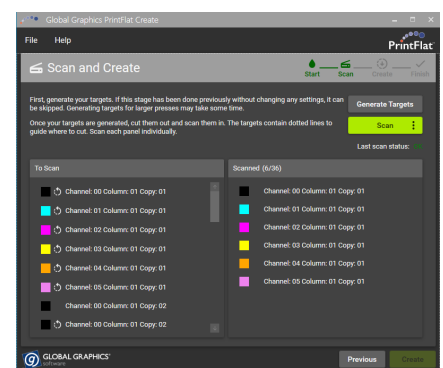 Global Graphics PrintFlat Create
File Help
PrintFlat
Scan and Create
Start Scan Create Finish
First, generate your targets. If this stage has been done previously without changing any settings, it can
be skipped. Generating targets for larger presses may take some time.
Generate Targets
Once your targets are generated, cut them out and scan them in. The targets contain dotted lines to
guide where to cut. Scan each panel individually.
Scan
Last scan status:
To Scan
Scanned (6/36)
Channel: 00 Column: 01 Copy: 01
Channel: 01 Column: 01 Copy: 01
Channel: 02 Column: 01 Copy: 01
Channel: 03 Column: 01 Copy: 01
Channel: 04 Column: 01 Copy: 01
Channel: 05 Column: 01 Copy: 01
Channel: 00 Column: 01 Copy: 02
Channel: 00 Column: 01 Copy: 02
Channel: 00 Column: 01 Copy: 01
Channel: 01 Column: 01 Copy: 01
Channel: 02 Column: 01 Copy: 01
Channel: 03 Column: 01 Copy: 01
Channel: 04 Column: 01 Copy: 01
Channel: 05 Column: 01 Copy: 01
GLOBAL GRAPHICS
software
Previous
Create